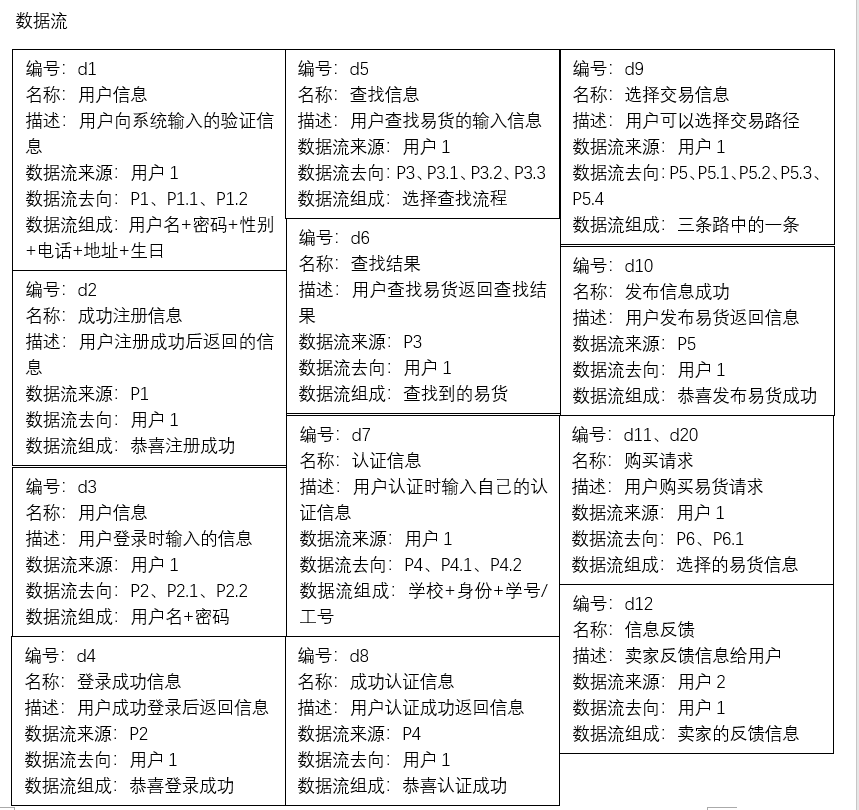 数据流
编号：d1
名称：用户信息
描述：用户向系统输入的验证信
息
数据流来源：用户1
数据流去向：P1、P1.1、P1.2
数据流组成：用户名+密码+性别
+电话+地址+生日
编号：d2
名称：成功注册信息
描述：用户注册成功后返回的信
息
数据流来源：P1
数据流去向：用户1
数据流组成：恭喜注册成功
编号：d3
名称：用户信息
描述：用户登录时输入的信息
数据流来源：用户1
数据流去向：P2、P2.1、P2.2
数据流组成：用户名+密码
编号：d4
名称：登录成功信息
描述：用户成功登录后返回信息
数据流来源：P2
数据流去向：用户1
数据流组成：恭喜登录成功
编号：d5
名称：查找信息
描述：用户查找易货的输入信息
数据流来源：用户1
数据流去向：P3、P3.1、P3.2、P3.3
数据流组成：选择查找流程
编号：d6
名称：查找结果
描述：用户查找易货返回查找结
果
数据流来源：P3
数据流去向：用户1
数据流组成：查找到的易货
编号：d7
名称：认证信息
描述：用户认证时输入自己的认
证信息
数据流来源：用户1
数据流去向：P4、P4.1、P4.2
数据流组成：学校+身份+学号/
工号
编号：d8
名称：成功认证信息
描述：用户认证成功返回信息
数据流来源：P4
数据流去向：用户1
数据流组成：恭喜认证成功
编号：d9
名称：选择交易信息
描述：用户可以选择交易路径
数据流来源：用户1
数据流去向：P5、P5.1、P5.2、P5.3、
P5.4
数据流组成：三条路中的一条
编号：d10
名称：发布信息成功
描述：用户发布易货返回信息
数据流来源：P5
数据流去向：用户1
数据流组成：恭喜发布易货成功
编号：d11、d20
名称：购买请求
描述：用户购买易货请求
数据流来源：用户1
数据流去向：P6、P6.1
数据流组成：选择的易货信息
编号：d12
名称：信息反馈
描述：卖家反馈信息给用户
数据流来源：用户2
数据流去向：用户1
数据流组成：卖家的反馈信息